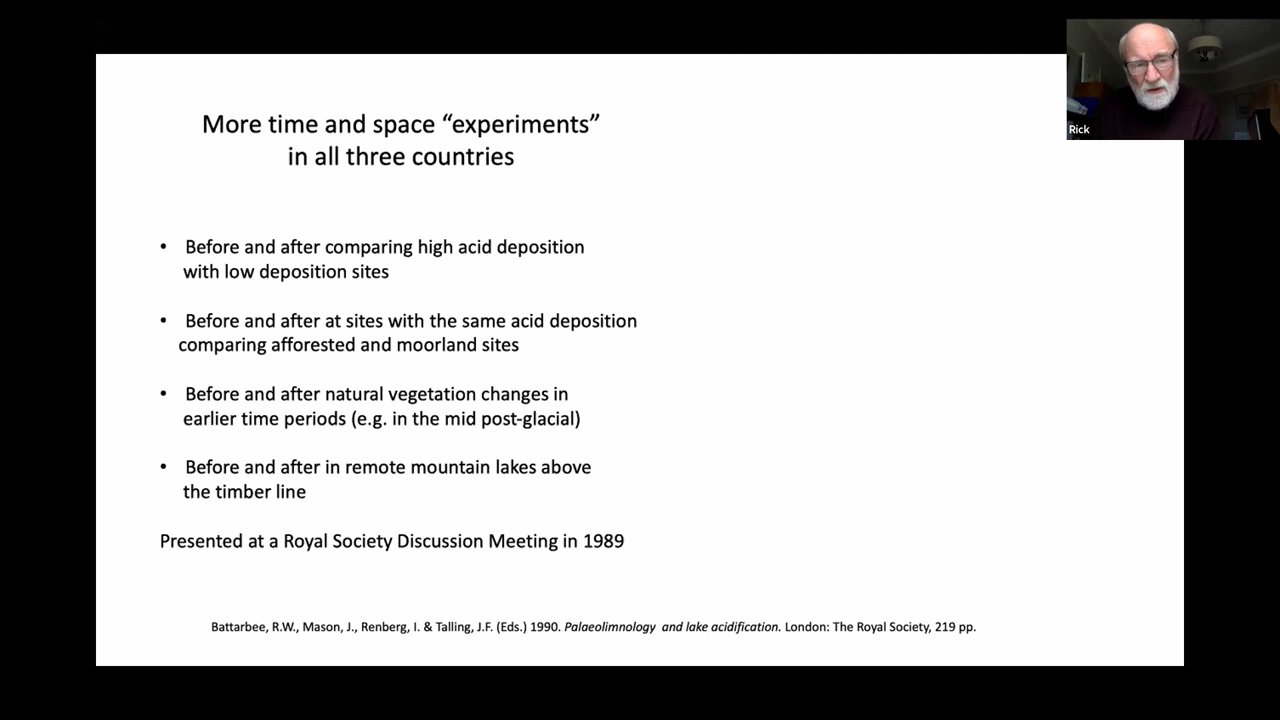 Rick
More time and space “experiments”
in all three countries
• Before and after comparing high acid deposition
with low deposition sites
• Before and after at sites with the same acid deposition
comparing afforested and moorland sites
• Before and after natural vegetation changes in
earlier time periods (e.g. in the mid post-glacial)
• Before and after in remote mountain lakes above
the timber line
Presented at a Royal Society Discussion Meeting in 1989
Battarbee, R.W., Mason, J., Renberg, I. & Talling, J.F. (Eds.) 1990. Palaeolimnology and lake acidification. London: The Royal Society, 219 pp.